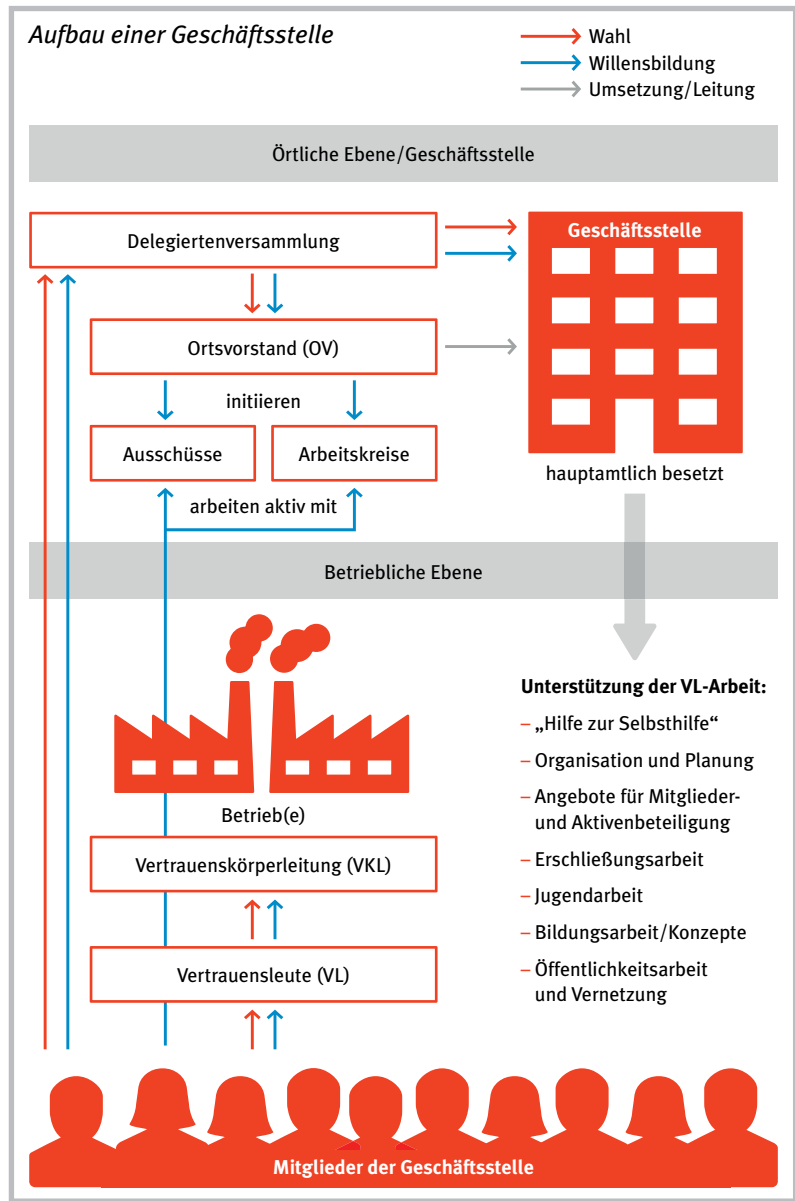 Aufbau einer Geschäftsstelle
Wahl
Willensbildung
Umsetzung/Leitung
Örtliche Ebene/Geschäftsstelle
Delegiertenversammlung
Geschäftsstelle
Ortsvorstand (OV)
initiieren
Ausschüsse
Arbeitskreise
hauptamtlich besetzt
arbeiten aktiv mit
Betriebliche Ebene
Betrieb(e)
Vertrauenskörperleitung (VKL)
Vertrauensleute (VL)
Unterstützung der VL-Arbeit:
– „Hilfe zur Selbsthilfe“
– Organisation und Planung
– Angebote für Mitglieder-
und Aktivenbeteiligung
– Erschließungsarbeit
– Jugendarbeit
– Bildungsarbeit/Konzepte
– Öffentlichkeitsarbeit
und Vernetzung
Mitglieder der Geschäftsstelle